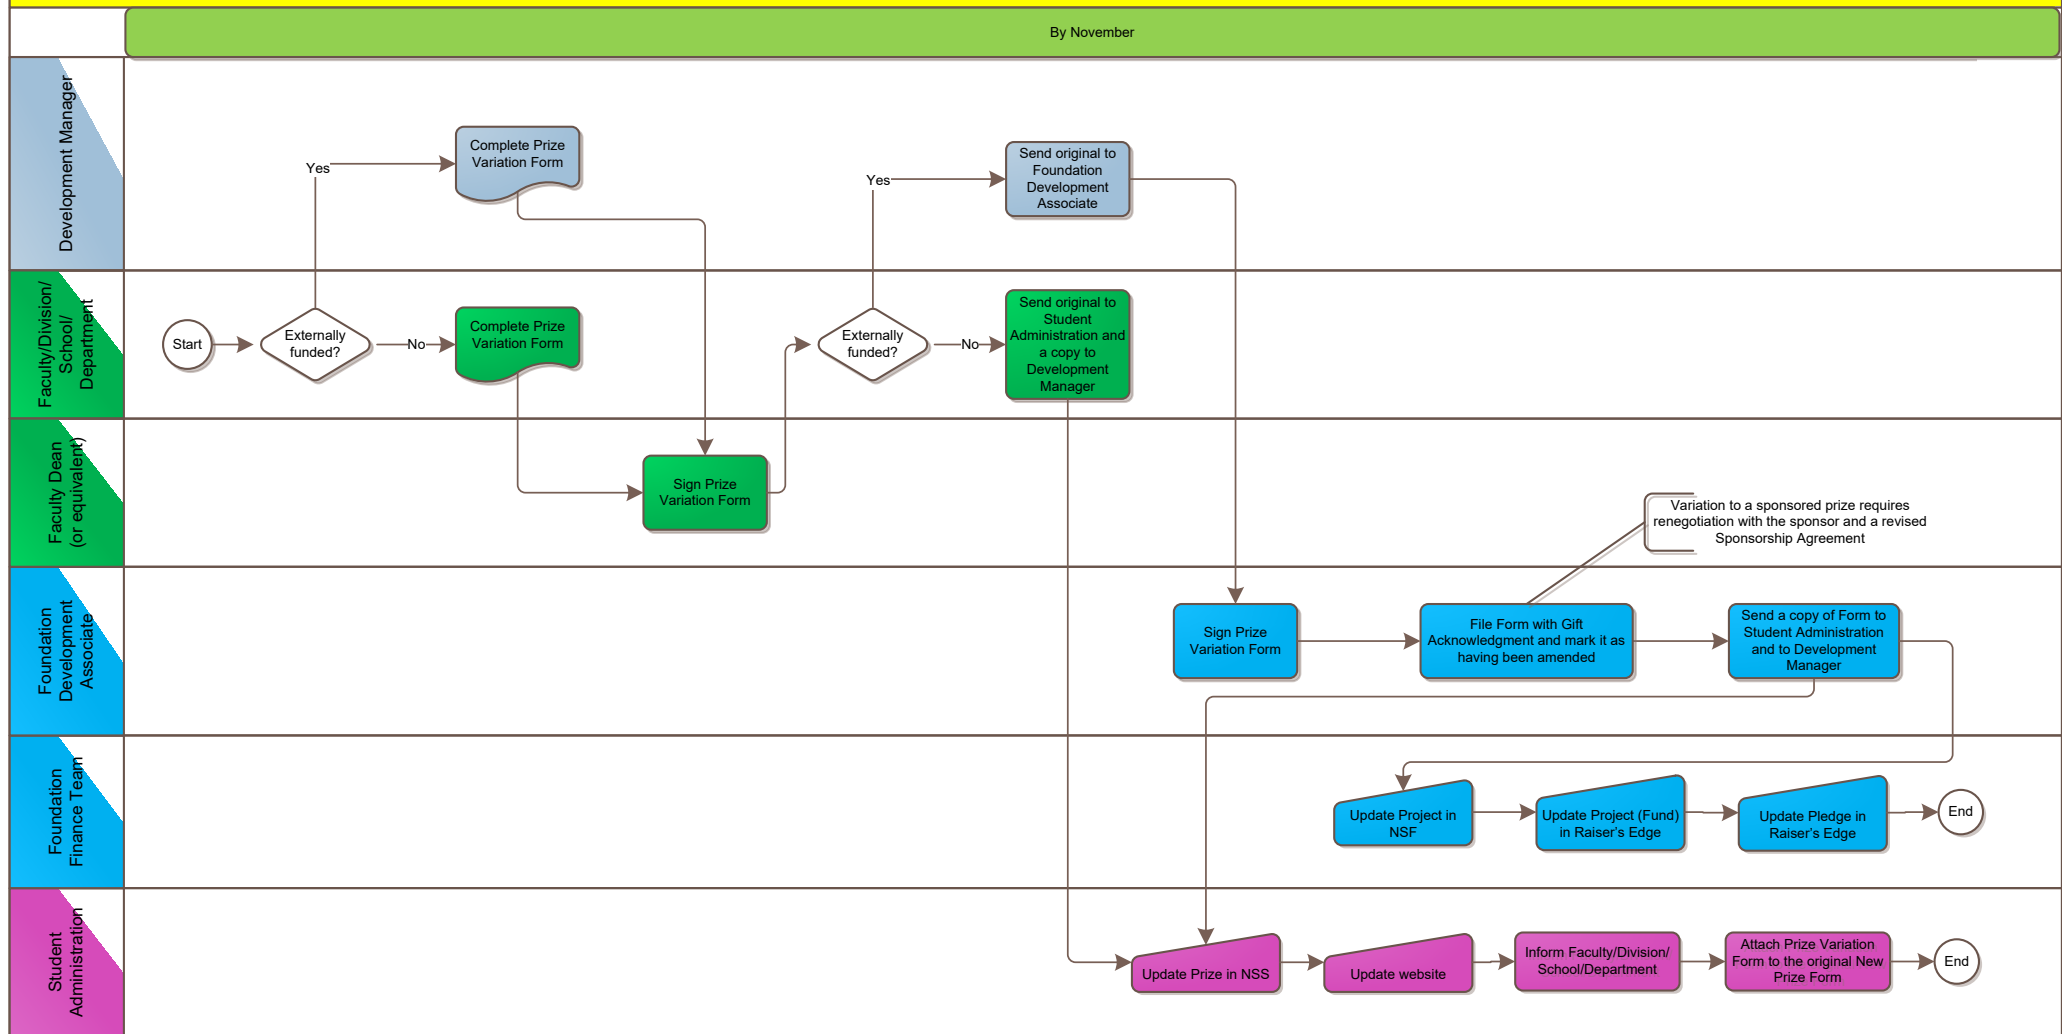 By November
Development Manager
Yes
Complete Prize
Variation Form
Yes
Send original to
Foundation
Development
Associate
Faculty/Division/
School/
Department
Start
Externally
funded?
No
Complete Prize
Variation Form
Externally
funded?
No
Send original to
Student
Administration and
a copy to
Development
Manager
Faculty Dean
(or equivalent)
Sign Prize
Variation Form
Variation to a sponsored prize requires
renegotiation with the sponsor and a revised
Sponsorship Agreement
Foundation
Development
Associate
Sign Prize
Variation Form
File Form with Gift
Acknowledgment and mark it as
having been amended
Send a copy of Form to
Student Administration
and to Development
Manager
Foundation
Finance Team
Update Project in
NSF
Update Project (Fund)
in Raiser's Edge
Update Pledge in
Raiser's Edge
End
Student
Administration
Update Prize in NSS
Update website
Inform Faculty/Division/
School/Department
Attach Prize Variation
Form to the original New
Prize Form
End